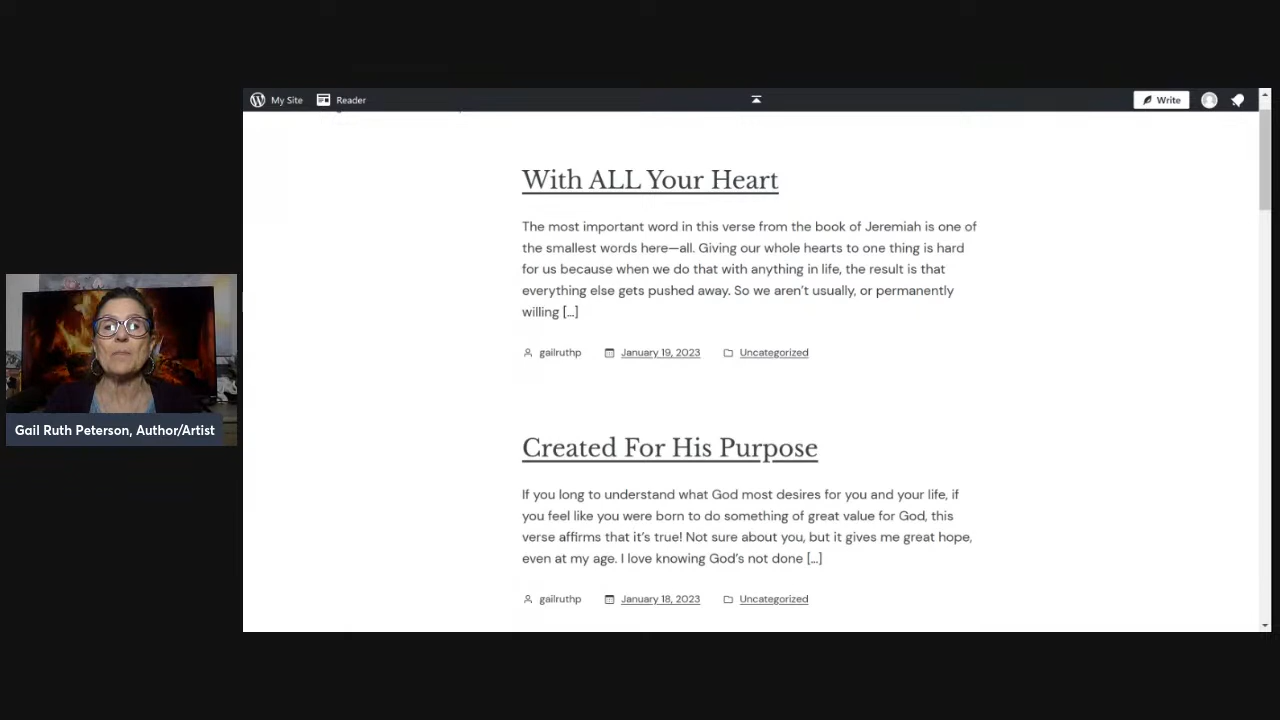 My Site
Reader
Write
With ALL Your Heart
The most important word in this verse from the book of Jeremiah is one of
the smallest words here—all. Giving our whole hearts to one thing is hard
for us because when we do that with anything in life, the result is that
everything else gets pushed away. So we aren't usually, or permanently
willing […]
gailruthp January 19, 2023 Uncategorized
Gail Ruth Peterson, Author/Artist
Created For His Purpose
If you long to understand what God most desires for you and your life, if
you feel like you were born to do something of great value for God, this
verse affirms that it's true! Not sure about you, but it gives me great hope,
even at my age. I love knowing God's not done […]
gailruthp January 18, 2023 Uncategorized